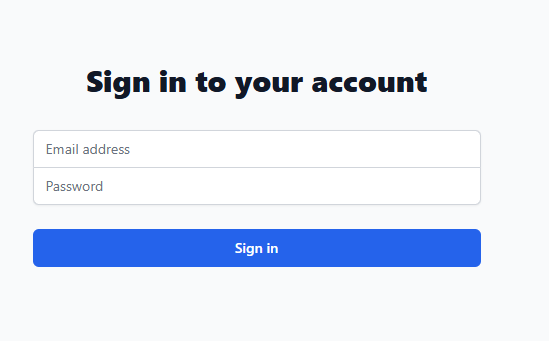 Sign in to your account
Email address
Password
Sign in